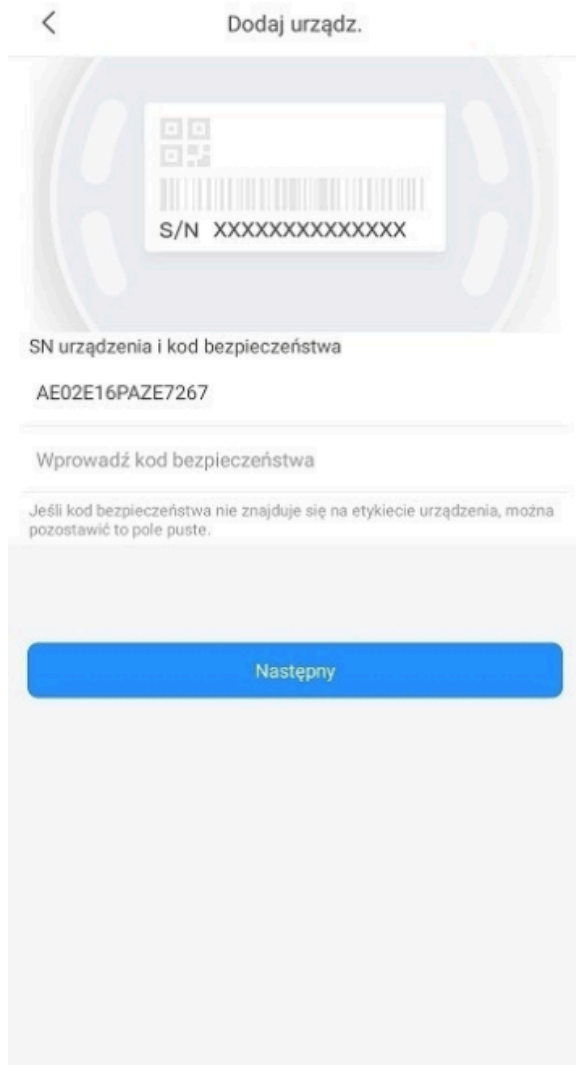 Dodaj urządz.
S/N XXXXXXXXXXXXXX
SN urządzenia i kod bezpieczeństwa
AE02E16PAZE7267
Wprowadź kod bezpieczeństwa
Jeśli kod bezpieczeństwa nie znajduje się na etykiecie urządzenia, można
pozostawić to pole puste.
Następny